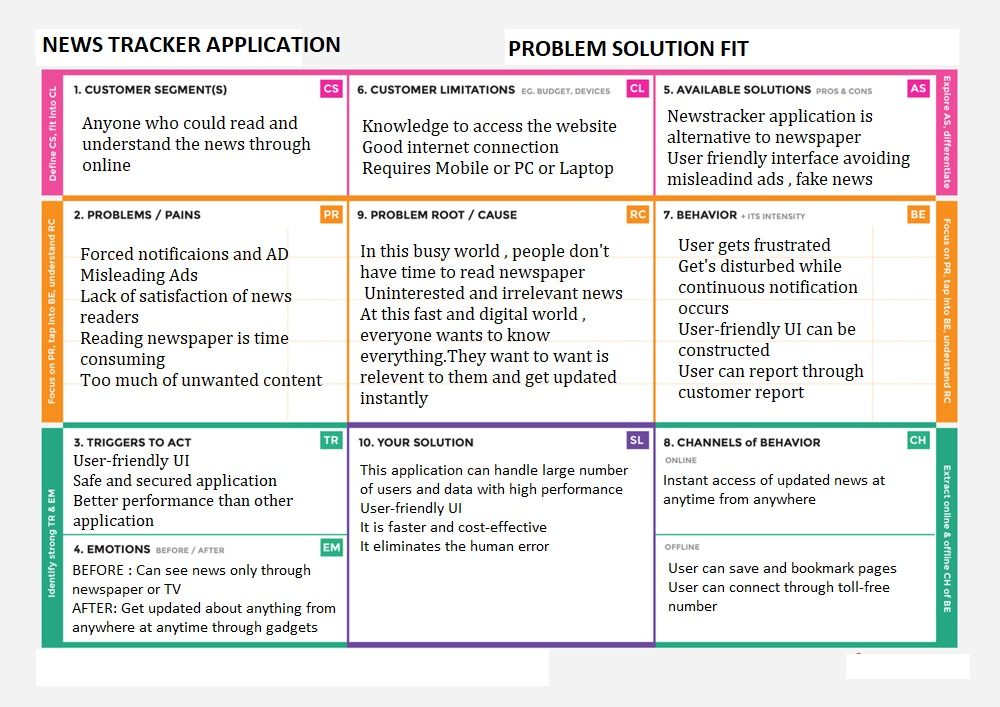 NEWS TRACKER APPLICATION
PROBLEM SOLUTION FIT
Define CS, fit into CL
1. CUSTOMER SEGMENT(S)
CS
Anyone who could read and
understand the news through
online
6. CUSTOMER LIMITATIONS EG. BUDGET, DEVICES
CL
Knowledge to access the website
Good internet connection
Requires Mobile or PC or Laptop
5. AVAILABLE SOLUTIONS PROS & CONS
AS
Newstracker application is
alternative to newspaper
User friendly interface avoiding
misleadind ads , fake news
Explore AS, differentiate
Focus on PR, tap into BE, understand RC
2. PROBLEMS / PAINS
PR
Forced notificaions and AD
Misleading Ads
Lack of satisfaction of news
readers
Reading newspaper is time
consuming
Too much of unwanted content
9. PROBLEM ROOT / CAUSE
RC
In this busy world , people don't
have time to read newspaper
Uninterested and irrelevant news
At this fast and digital world ,
everyone wants to know
everything.They want to want is
relevent to them and get updated
instantly
7. BEHAVIOR + ITS INTENSITY
BE
User gets frustrated
Get's disturbed while
continuous notification
occurs
User-friendly UI can be
constructed
User can report through
customer report
Focus on PR, tap into BE, understand RC
Identify strong TR & EM
3. TRIGGERS TO ACT
TR
User-friendly UI
Safe and secured application
Better performance than other
application
4. EMOTIONS BEFORE / AFTER
EM
BEFORE : Can see news only through
newspaper or TV
AFTER: Get updated about anything from
anywhere at anytime through gadgets
10. YOUR SOLUTION
SL
This application can handle large number
of users and data with high performance
User-friendly UI
It is faster and cost-effective
It eliminates the human error
8. CHANNELS of BEHAVIOR
CH
ONLINE
Instant access of updated news at
anytime from anywhere
OFFLINE
User can save and bookmark pages
User can connect through toll-free
number
Extract online & offline CH of BE